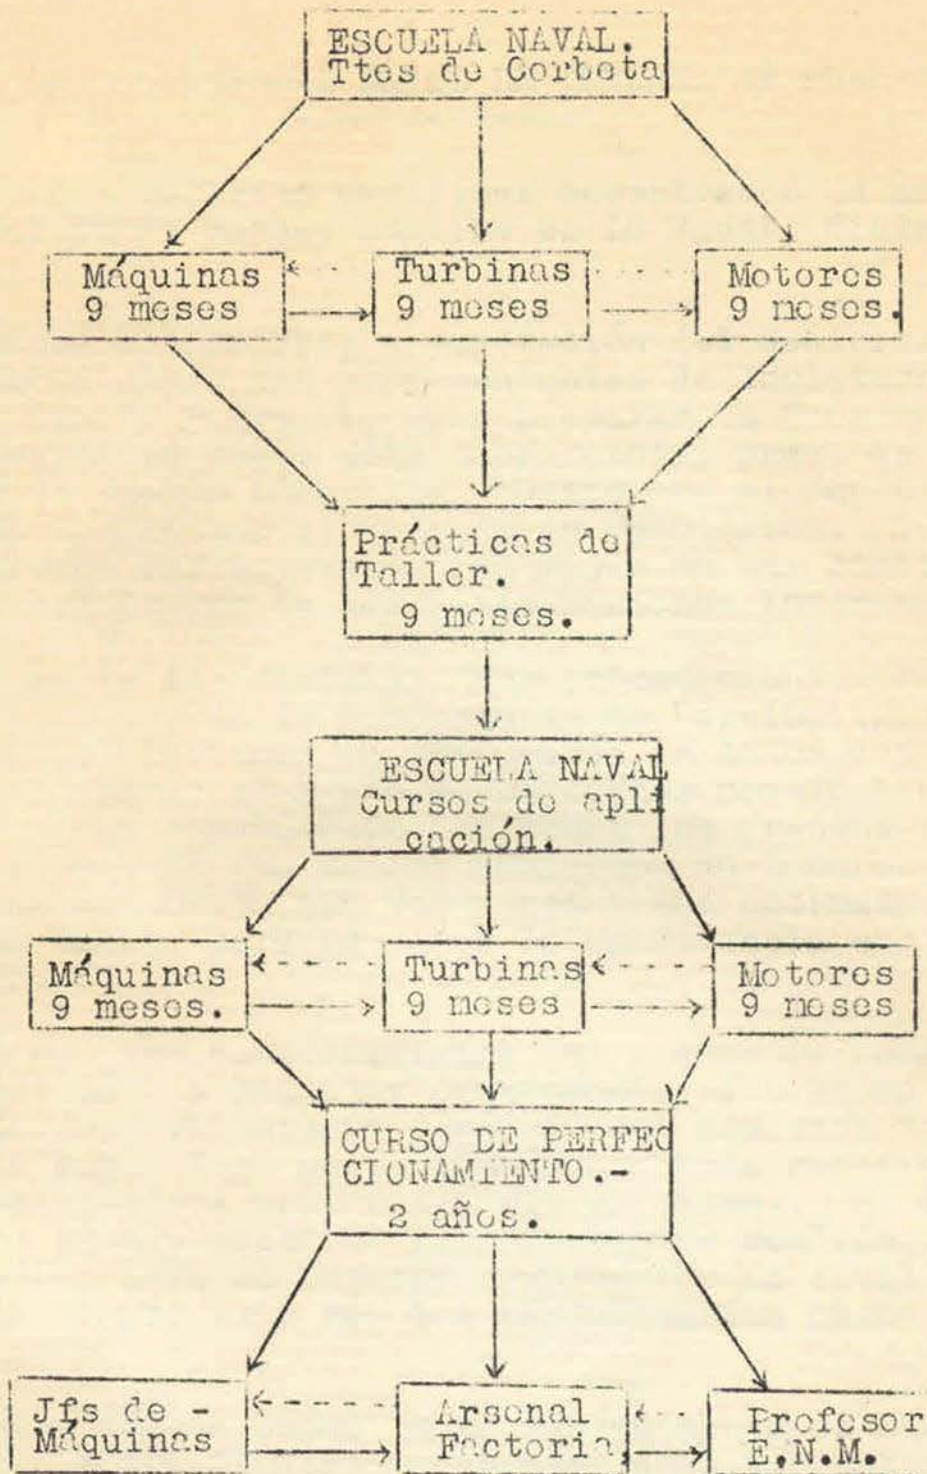 ESCUELA NAVAL.
Ttes de Corbeta
Máquinas
9 meses
Turbinas
9 meses
Motores
9 meses.
Prácticas de
Taller.
9 meses.
ESCUELA NAVAL
Cursos de apli
cación.
Máquinas
9 meses.
Turbinas
9 meses
Motores
9 meses
CURSO DE PERFEC
CIONAMIENTO.-
2 años.
Jfs de -
Máquinas
Arsenal
Factoria.
Profesor
E.N.M.